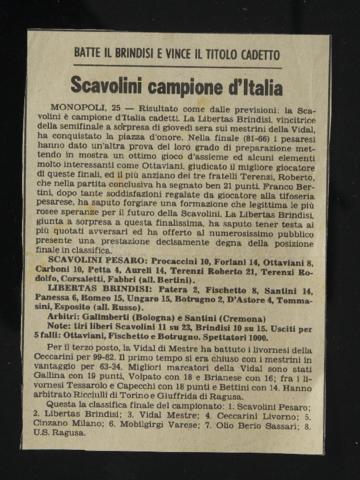 BATTE IL BRINDISI E VINCE IL TITOLO CADETTO
Scavolini campione d'Italia
MONOPOLI, 25 — Risultato come dalle previsioni: la Sca-
volini è campione d'Italia cadetti. La Libertas Brindisi, vincitrice
della semifinale a sorpresa di giovedì sera sui mestrini della Vidal,
ha conquistato la piazza d'onore. Nella finale (81-66) i pesaresi
hanno dato un'altra prova del loro grado di preparazione met-
tendo in mostra un ottimo gioco d'assieme ed alcuni elementi
molto interessanti come Ottaviani, giudicato il migliore giocatore
di queste finali, ed il più anziano dei tre fratelli Terenzi, Roberto,
che nella partita conclusiva ha segnato ben 21 punti. Franco Ber-
tini, dopo tante soddisfazioni regalate da giocatore alla tifoseria
pesarese, ha saputo forgiare una formazione che legittima le più
rosee speranze per il futuro della Scavolini. La Libertas Brindisi,
giunta a sorpresa a questa finalissima, ha saputo tener testa ai
più quotati avversari ed ha offerto al numerosissimo pubblico
presente una prestazione decisamente degna della posizione
finale in classifica.
SCAVOLINI PESARO: Procaccini 10, Forlani 14, Ottaviani 8,
Carboni 10, Petta 4, Aureli 14, Terenzi Roberto 21, Terenzi Ro-
dolfo, Corsaletti, Fabbri (all. Bertini).
LIBERTAS BRINDISI: Patera 2, Fischetto 8, Santini 14,
Panessa 6, Romeo 15, Ungaro 15, Botrugno 2, D'Astore 4, Tomma-
sini, Esposito (all. Russo).
Arbitri: Galimberti (Bologna) e Santini (Cremona)
Note: tiri liberi Scavolini 11 su 23, Brindisi 10 su 15. Usciti per
5 falli: Ottaviani, Fischetto e Botrugno. Spettatori 1000.
Per il terzo posto, la Vidal di Mestre ha battuto i livornesi della
Ceccarini per 99-82. Il primo tempo si era chiuso con i mestrini in
vantaggio per 63-34. Migliori marcatori della Vidal sono stati
Gallina con 19 punti, Volpato con 18 e Brianese con 16; fra i li-
vornesi Tessarolo e Capecchi con 18 punti e Bettini con 14. Hanno
arbitrato Ricciulli di Torino e Giuffrida di Ragusa.
Questa la classifica finale del campionato: 1. Scavolini Pesaro;
2. Libertas Brindisi; 3. Vidal Mestre; 4. Ceccarini Livorno; 5.
Cinzano Milano; 6. Mobilgirgi Varese; 7. Olio Berio Sassari; 8.
U.S. Ragusa.